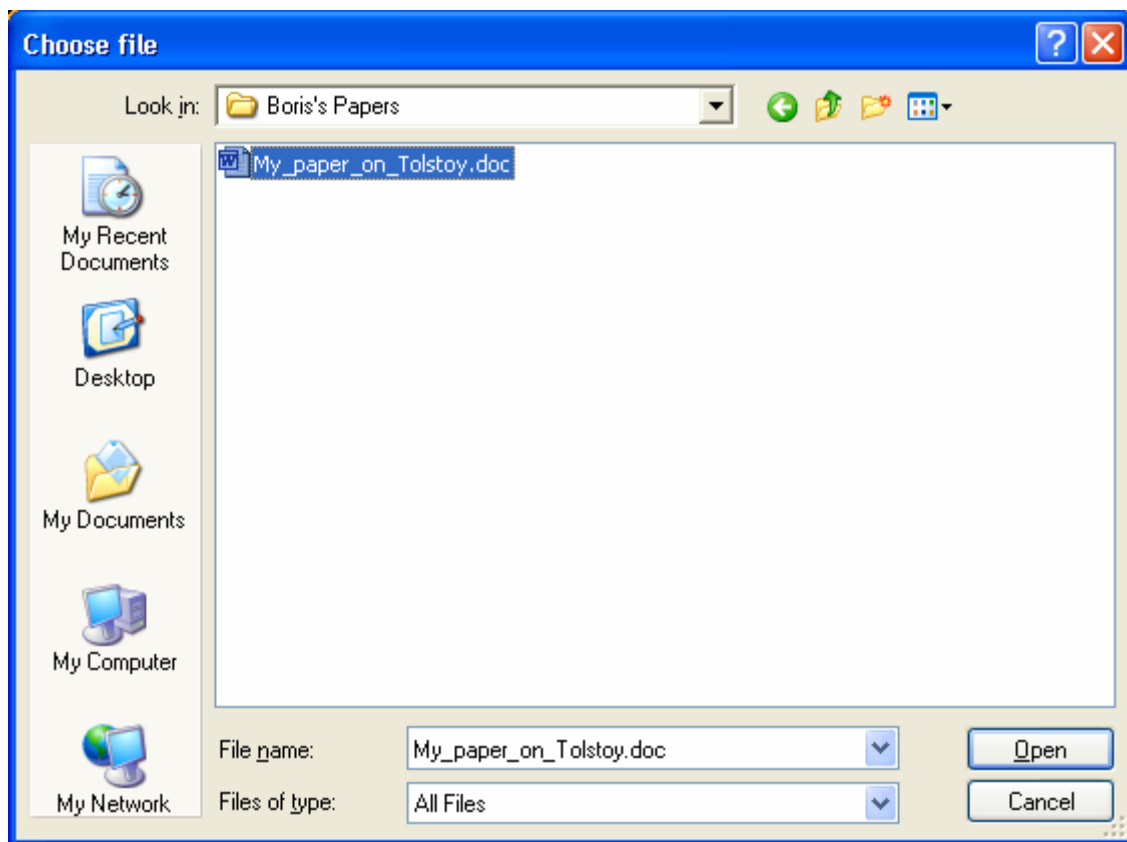 Choose file
Look in:
Boris's Papers
My_paper_on_Tolstoy.doc
My Recent
Documents
Desktop
My Documents
My Computer
My Network
File name:
My_paper_on_Tolstoy.doc
Open
Files of type:
All Files
Cancel